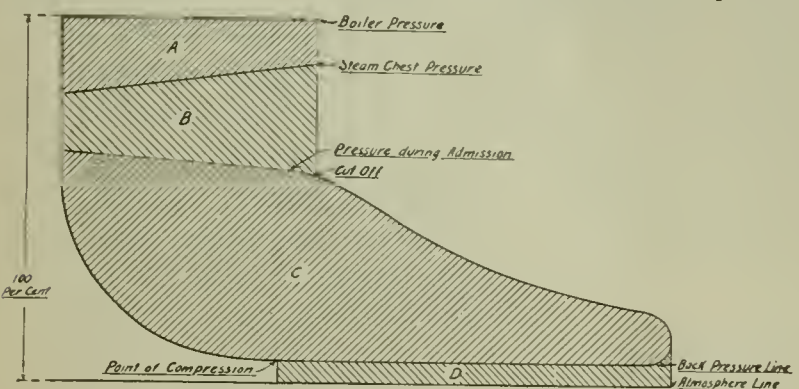 Boiler Pressure
A
Steam Chest Pressure
B
Pressure during Admission
Cut Off
C
100
Per Cent
Point of Compression
D
Back Pressure Line
Atmosphere Line